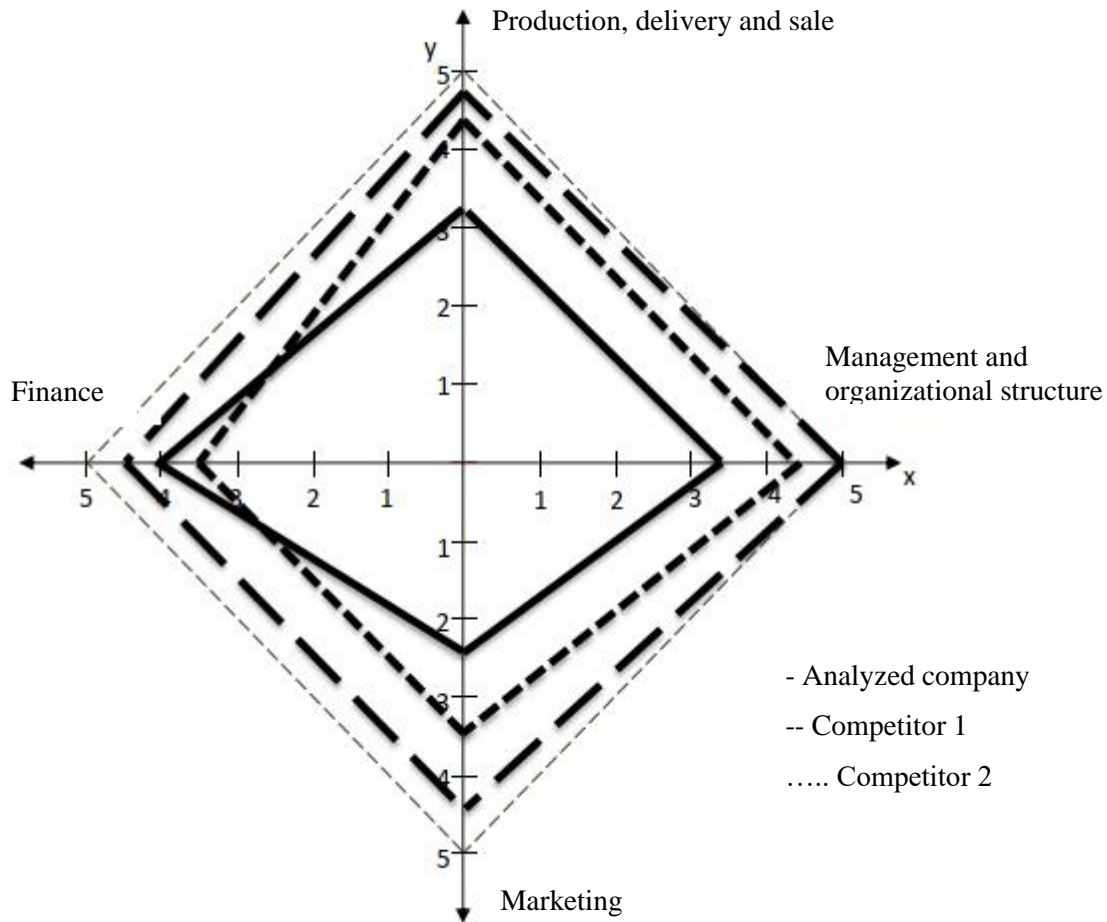 Production, delivery and sale
y
5
4
3
2
1
Management and
organizational structure
Finance
5 4 3 2 1 1 2 3 4 5
x
1
2
3
4
5
- Analyzed company
-- Competitor 1
….. Competitor 2
Marketing